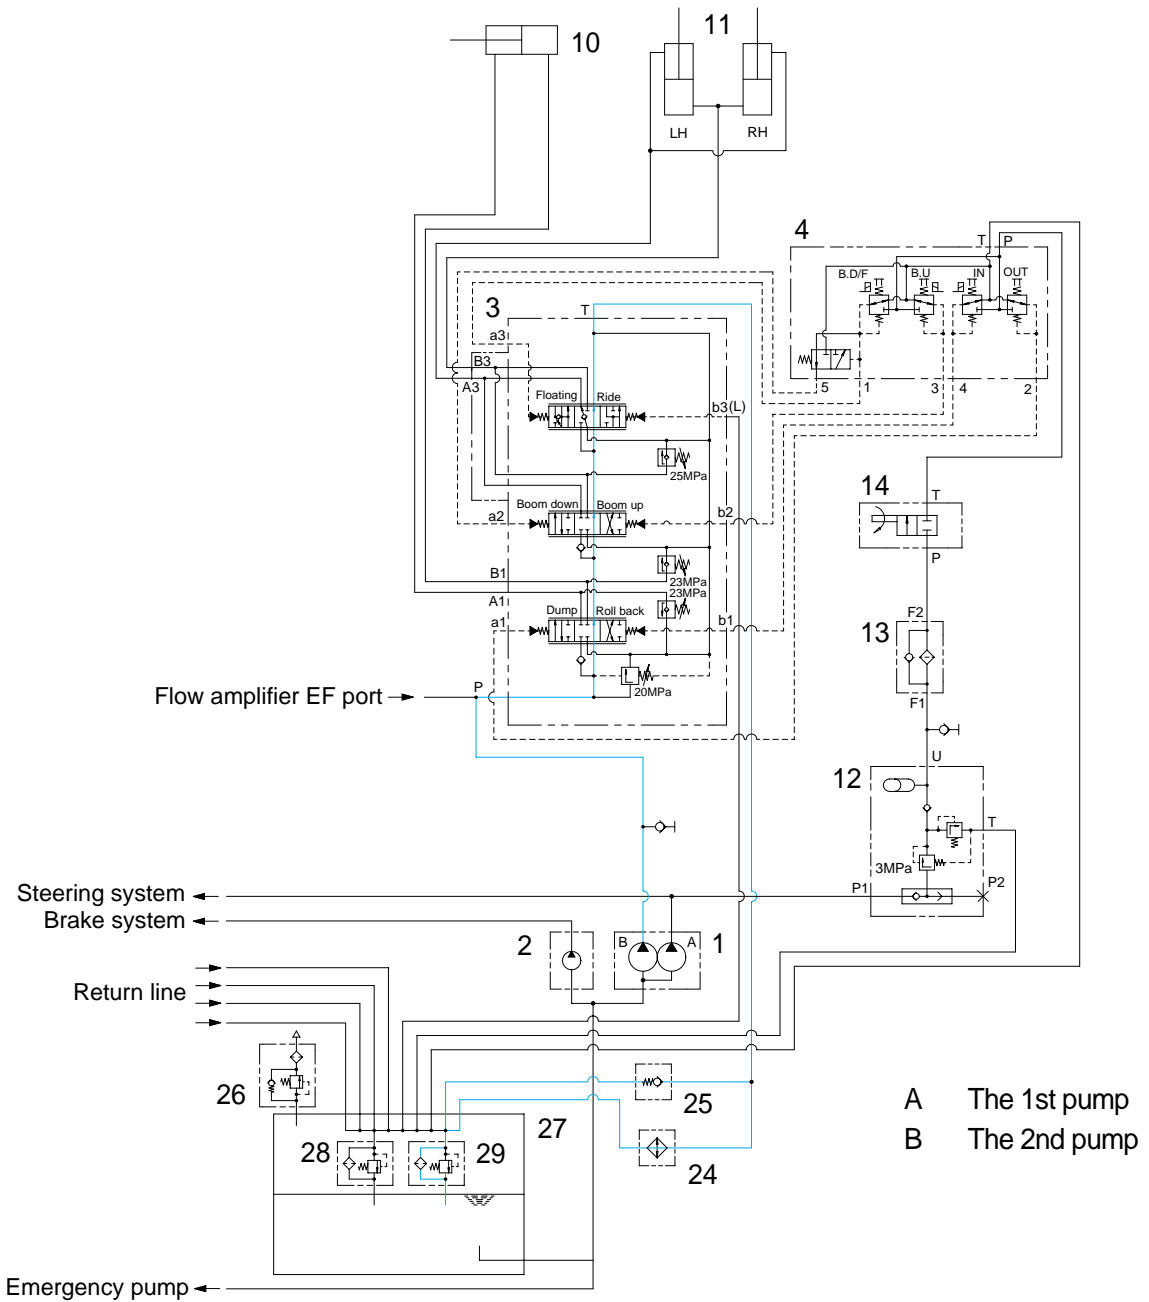 10
11
LH RH
4
T P
B.D/F B.U IN OUT
5 1 3 4 2
3
T
a3
B3
A3
Floating Ride
b3(L)
25MPa
Boom down Boom up
a2 b2
B1
23MPa
23MPa
A1
Dump Roll back
a1 b1
20MPa
Flow amplifier EF port
P
14
T
P
13
F2
F1
U
12
T
3MPa
P1 P2
Steering system
Brake system
2
B A
1
Return line
26
25
27
28 29
24
A The 1st pump
B The 2nd pump
Emergency pump